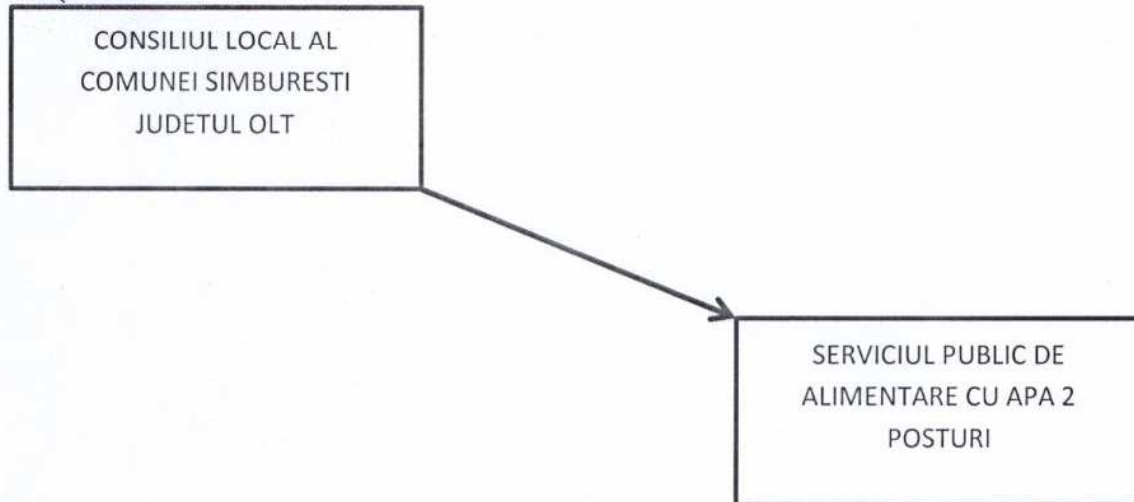 CONSILIUL LOCAL AL
COMUNEI SIMBURESTI
JUDETUL OLT
SERVICIUL PUBLIC DE
ALIMENTARE CU APA 2
POSTURI